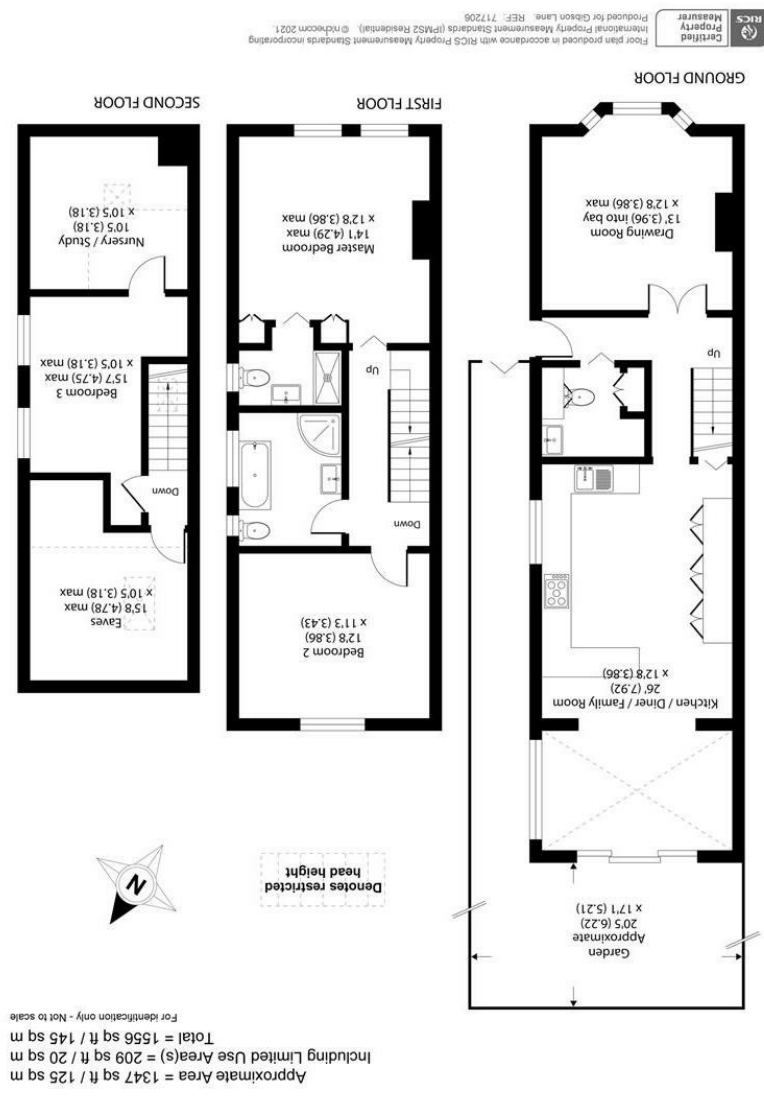 Approximate Area = 1347 sq ft / 125 sq m
Including Limited Use Area(s) = 209 sq ft / 20 sq m
Total = 1556 sq ft / 145 sq m
For identification only - Not to scale
Garden
Approximate
20'5 (6.22)
x 17'1 (5.21)
Denotes restricted
head height
N
Kitchen / Diner / Family Room
26' (7.92)
x 12'8 (3.86)
Up
Drawing Room
13' (3.96) into bay
x 12'8 (3.86) max
GROUND FLOOR
Bedroom 2
12'8 (3.86)
x 11'3 (3.43)
Down
Up
Master Bedroom
14'1 (4.29) max
x 12'8 (3.86) max
FIRST FLOOR
Eaves
15'8 (4.78) max
x 10'5 (3.18) max
Down
Bedroom 3
15'7 (4.75) max
x 10'5 (3.18) max
Nursery / Study
10'5 (3.18)
x 10'5 (3.18)
SECOND FLOOR
RICS
Certified
Property
Measurer
Floor plan produced in accordance with RICS Property Measurement Standards incorporating
International Property Measurement Standards (IPMS2 Residential). © nichecom 2021.
Produced for Gibson Lane. REF: 717206